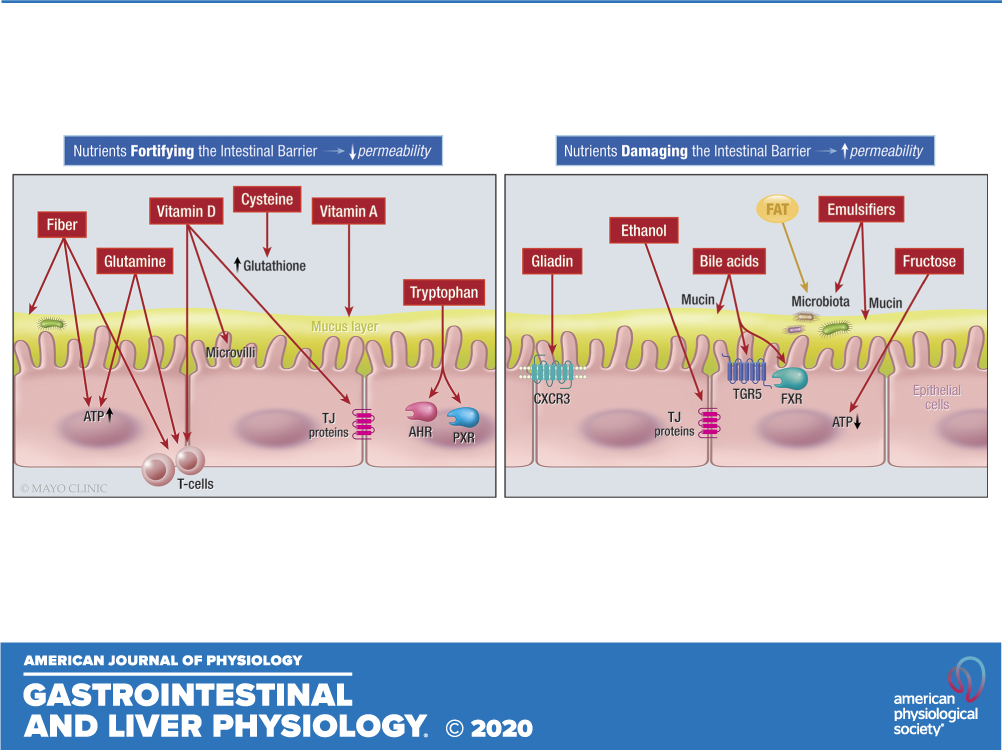 Nutrients Fortifying the Intestinal Barrier → ↓ permeability
Fiber
Vitamin D
Cysteine
Vitamin A
Glutamine
↑ Glutathione
Tryptophan
Mucus layer
Microvilli
ATP ↑
TJ
proteins
AHR
PXR
T-cells
© MAYO CLINIC
Nutrients Damaging the Intestinal Barrier → ↑ permeability
FAT
Emulsifiers
Ethanol
Gliadin
Bile acids
Fructose
Mucin
Microbiota
Mucin
CXCR3
TGR5
FXR
Epithelial
cells
TJ
proteins
ATP ↓
AMERICAN JOURNAL OF PHYSIOLOGY
GASTROINTESTINAL
AND LIVER PHYSIOLOGY. © 2020
american
physiological
society®